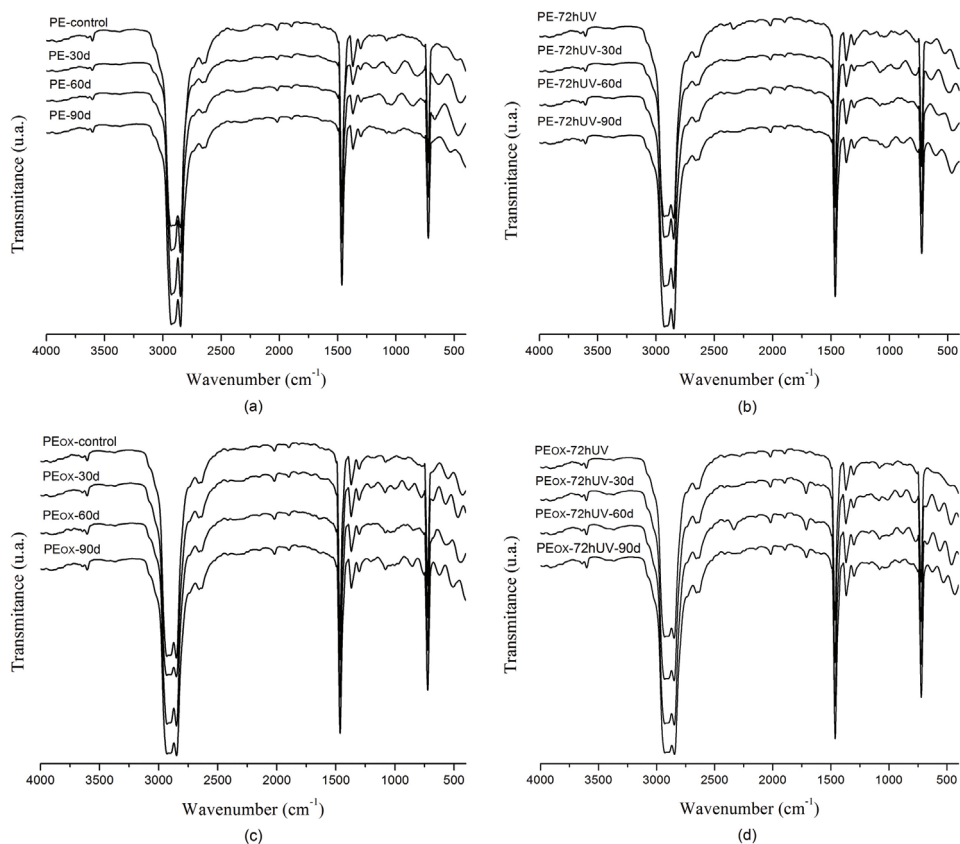 PE-control
PE-30d
PE-60d
PE-90d
Transmitance (u.a.)
4000 3500 3000 2500 2000 1500 1000 500
Wavenumber (cm⁻¹)
(a)
PE-72hUV
PE-72hUV-30d
PE-72hUV-60d
PE-72hUV-90d
Transmitance (u.a.)
4000 3500 3000 2500 2000 1500 1000 500
Wavenumber (cm⁻¹)
(b)
PEOX-control
PEOX-30d
PEOX-60d
PEOX-90d
Transmitance (u.a.)
4000 3500 3000 2500 2000 1500 1000 500
Wavenumber (cm⁻¹)
(c)
PEOX-72hUV
PEOX-72hUV-30d
PEOX-72hUV-60d
PEOX-72hUV-90d
Transmitance (u.a.)
4000 3500 3000 2500 2000 1500 1000 500
Wavenumber (cm⁻¹)
(d)